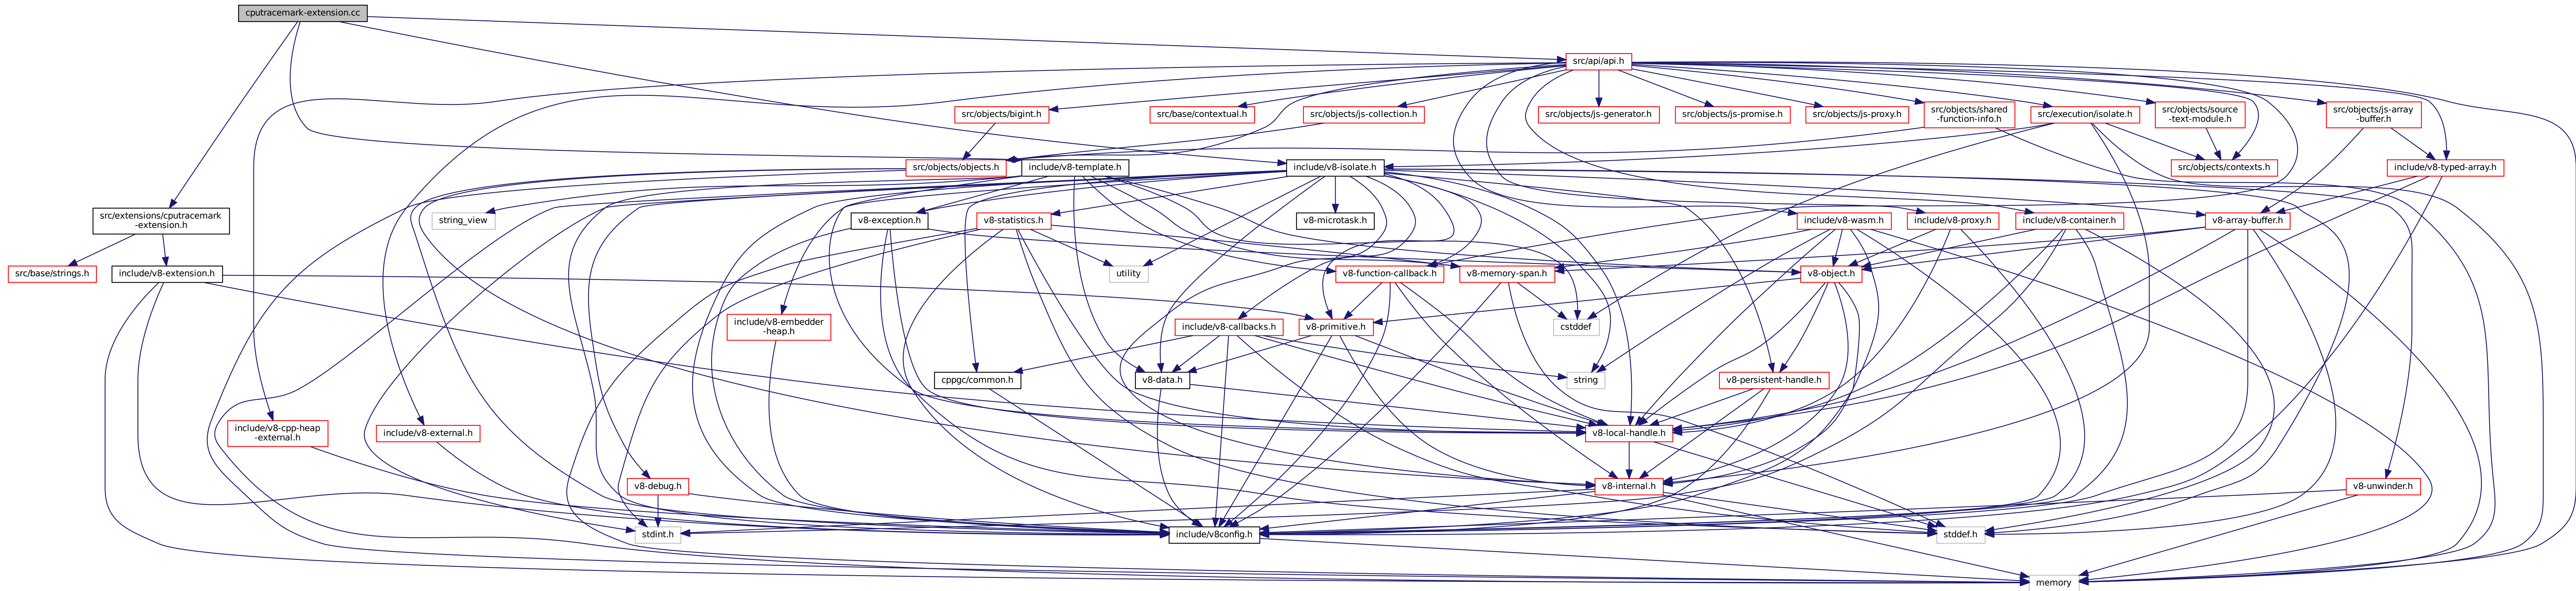 cputracemark-extension.cc
src/api/api.h
src/objects/bigint.h
src/base/contextual.h
src/objects/js-collection.h
src/objects/js-generator.h
src/objects/js-promise.h
src/objects/js-proxy.h
src/objects/shared
-function-info.h
src/execution/isolate.h
src/objects/source
-text-module.h
src/objects/js-array
-buffer.h
src/objects/objects.h
include/v8-template.h
include/v8-isolate.h
src/objects/contexts.h
include/v8-typed-array.h
src/extensions/cputracemark
-extension.h
string_view
v8-exception.h
v8-statistics.h
v8-microtask.h
include/v8-wasm.h
include/v8-proxy.h
include/v8-container.h
v8-array-buffer.h
src/base/strings.h
include/v8-extension.h
utility
v8-function-callback.h
v8-memory-span.h
v8-object.h
include/v8-embedder
-heap.h
include/v8-callbacks.h
v8-primitive.h
cstddef
cppgc/common.h
v8-data.h
string
v8-persistent-handle.h
include/v8-cpp-heap
-external.h
include/v8-external.h
v8-local-handle.h
v8-debug.h
v8-internal.h
v8-unwinder.h
stdint.h
include/v8config.h
stddef.h
memory